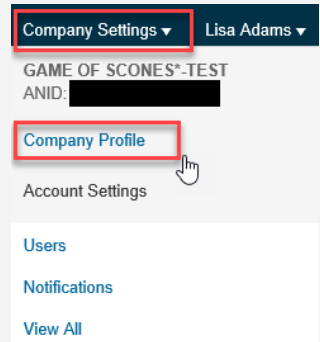 Company Settings ▾ Lisa Adams ▾
GAME OF SCONES*-TEST
ANID:
Company Profile
Account Settings
Users
Notifications
View All